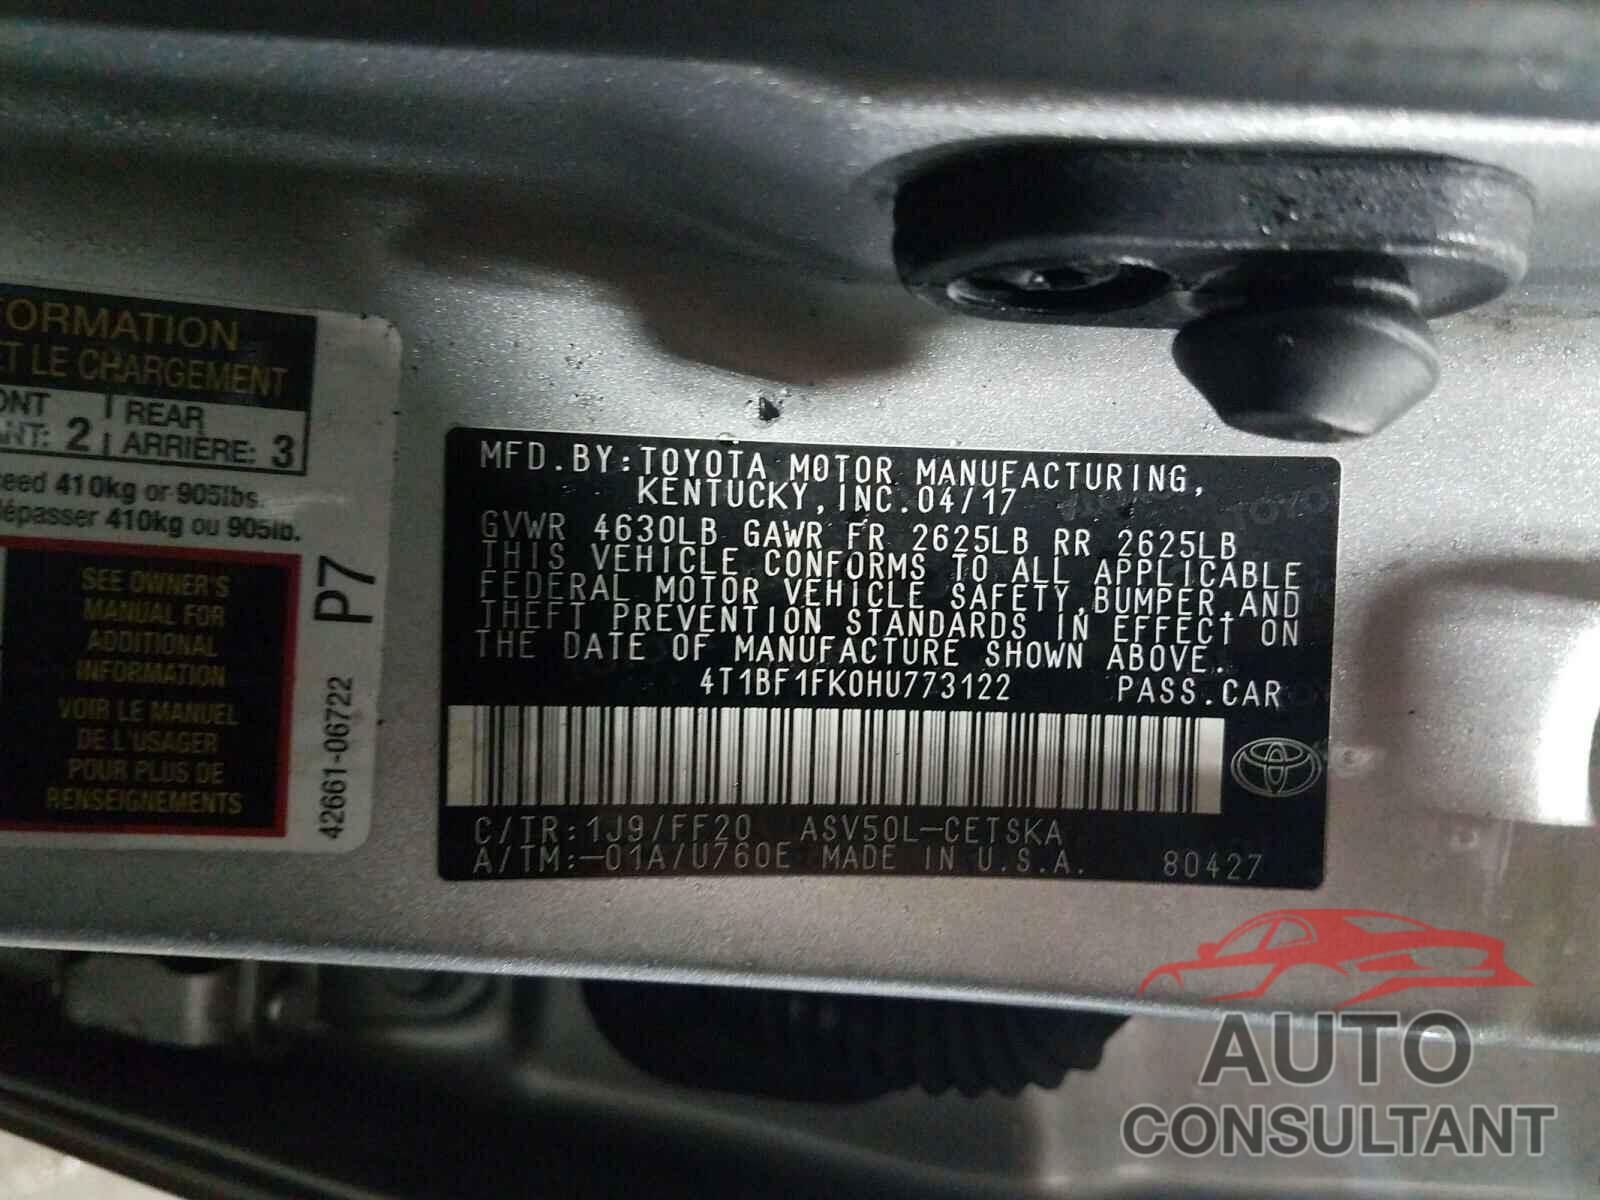 FORMATION
ET LE CHARGEMENT
ONT | REAR
ANT: 2 | ARRIÈRE: 3
eed 410kg or 905lbs.
dépasser 410kg ou 905lb.
SEE OWNER'S
MANUAL FOR
ADDITIONAL
INFORMATION
VOIR LE MANUEL
DE L'USAGER
POUR PLUS DE
RENSEIGNEMENTS
42661-06722 P7
MFD.BY:TOYOTA MOTOR MANUFACTURING,
KENTUCKY,INC.04/17
GVWR 4630LB GAWR FR 2625LB RR 2625LB
THIS VEHICLE CONFORMS TO ALL APPLICABLE
FEDERAL MOTOR VEHICLE SAFETY,BUMPER,AND
THEFT PREVENTION STANDARDS IN EFFECT ON
THE DATE OF MANUFACTURE SHOWN ABOVE.
4T1BF1FK0HU773122 PASS.CAR
C/TR:1J9/FF20 ASV50L-CETSKA
A/TM:-01A/U760E MADE IN U.S.A. 80427
AUTO
CONSULTANT